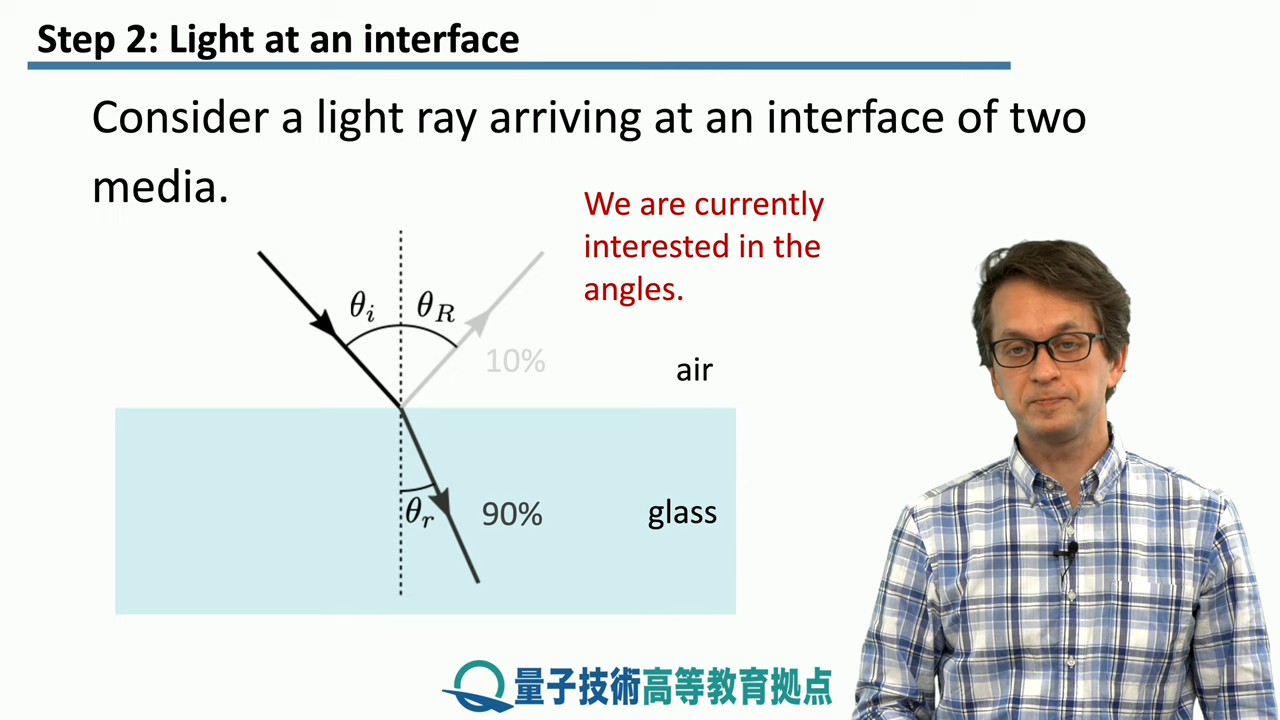 Step 2: Light at an interface
Consider a light ray arriving at an interface of two
media.
We are currently
interested in the
angles.
θi θR
10%
air
θr
90%
glass
量子技術高等教育拠点